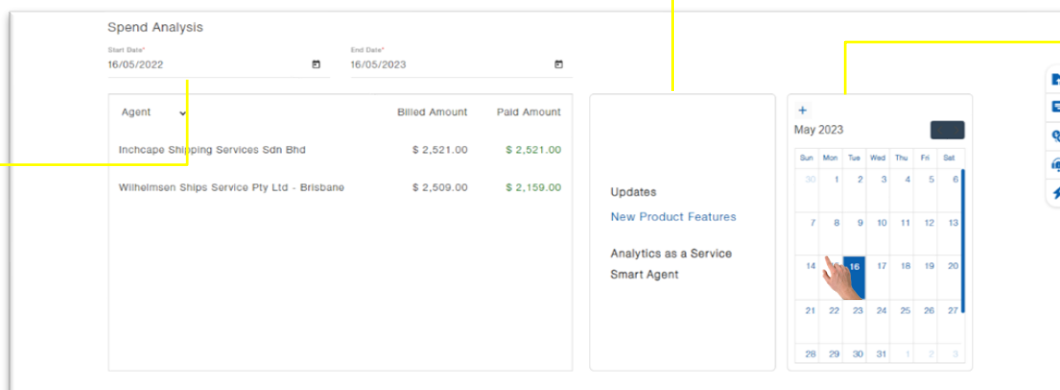 Spend Analysis
Start Date* End Date*
16/05/2022 16/05/2023
Agent Billed Amount Paid Amount
Inchcape Shipping Services Sdn Bhd $ 2,521.00 $ 2,521.00
Wilhelmsen Ships Service Pty Ltd - Brisbane $ 2,509.00 $ 2,159.00
Updates
New Product Features
Analytics as a Service
Smart Agent
+
May 2023
Sun Mon Tue Wed Thu Fri Sat
30 1 2 3 4 5 6
7 8 9 10 11 12 13
14 16 17 18 19 20
21 22 23 24 25 26 27
28 29 30 31 1 2 3